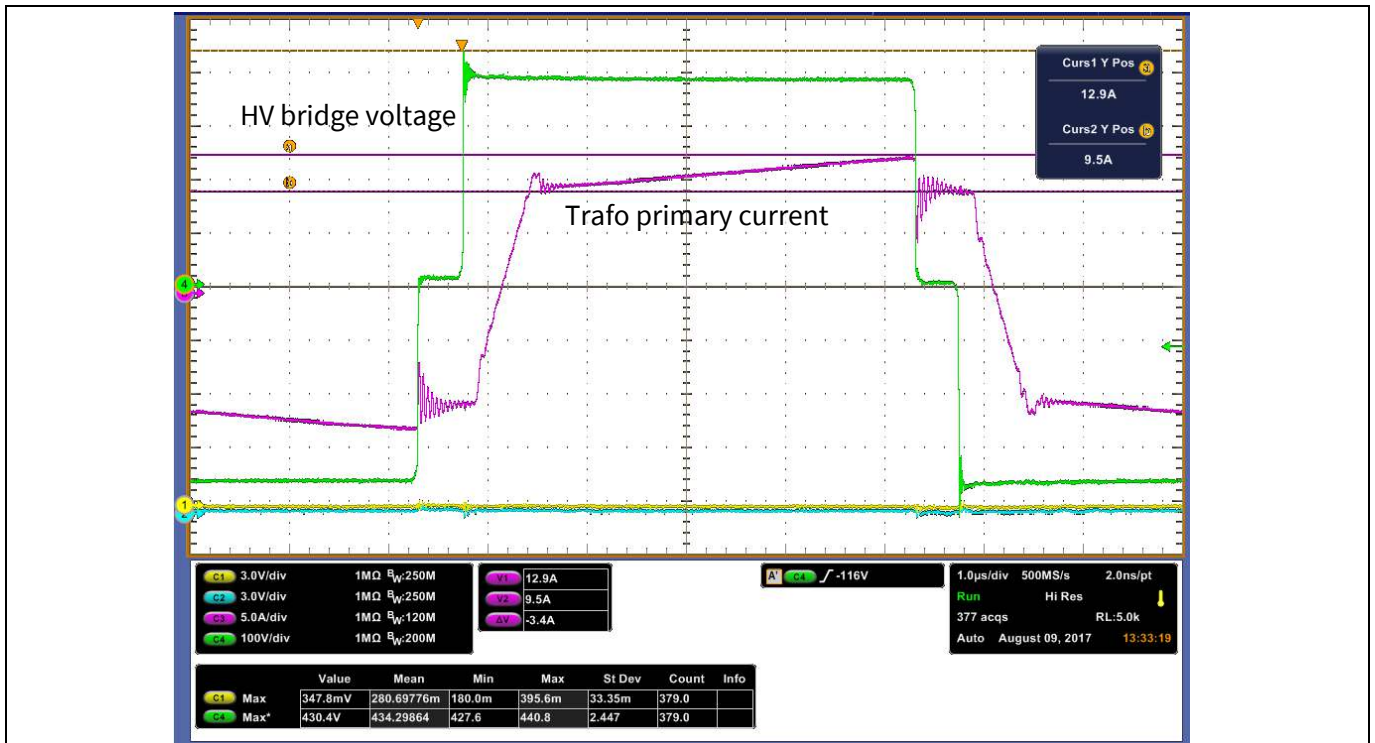 Curs1 Y Pos
12.9A
Curs2 Y Pos
9.5A
HV bridge voltage
Trafo primary current
4
1
2
C1 3.0V/div 1MΩ BW:250M
C2 3.0V/div 1MΩ BW:250M
C3 5.0A/div 1MΩ BW:120M
C4 100V/div 1MΩ BW:200M
V1 12.9A
V2 9.5A
ΔV -3.4A
A' C4 -116V
1.0µs/div 500MS/s 2.0ns/pt
Run Hi Res
377 acqs RL:5.0k
Auto August 09, 2017 13:33:19
Value Mean Min Max St Dev Count Info
C1 Max 347.8mV 280.69776m 180.0m 395.6m 33.35m 379.0
C4 Max* 430.4V 434.29864 427.6 440.8 2.447 379.0